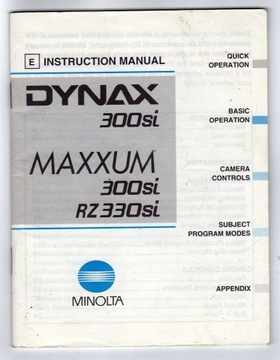 E INSTRUCTION MANUAL
DYNAX
300si
MAXXUM
300si
RZ330si
MINOLTA
QUICK
OPERATION
BASIC
OPERATION
CAMERA
CONTROLS
SUBJECT
PROGRAM MODES
APPENDIX